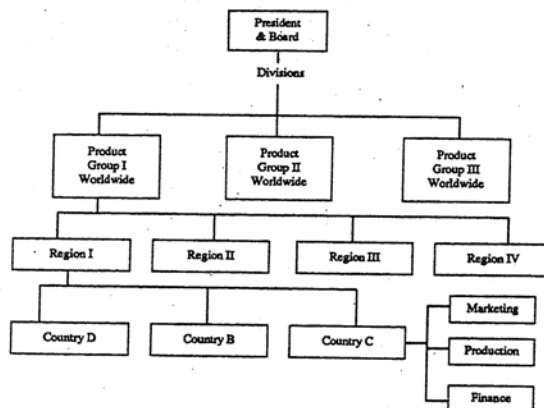 President
& Board
Divisions
Product
Group I
Worldwide
Product
Group II
Worldwide
Product
Group III
Worldwide
Region I
Region II
Region III
Region IV
Country D
Country B
Country C
Marketing
Production
Finance